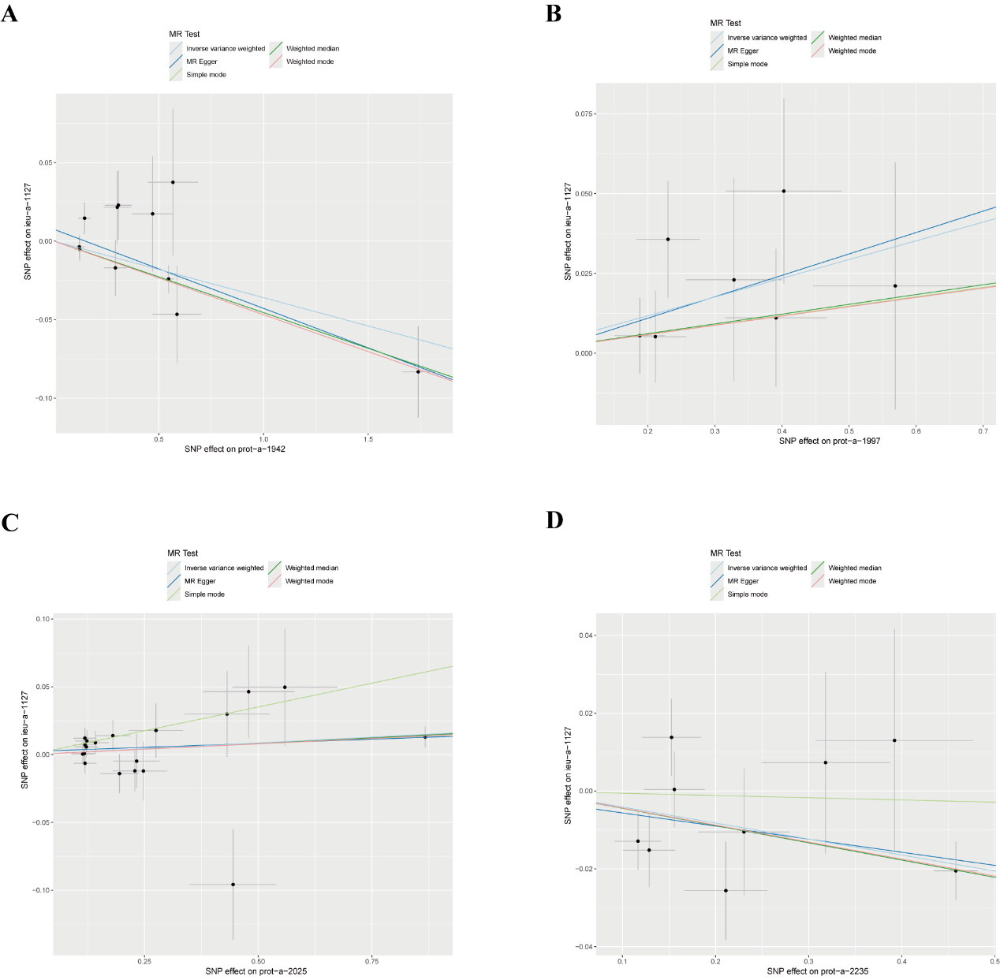 A
MR Test
Inverse variance weighted
Weighted median
MR Egger
Weighted mode
Simple mode
0.05
0.00
−0.05
−0.10
SNP effect on ieu−a−1127
0.5
1.0
1.5
SNP effect on prot−a−1942
B
MR Test
Inverse variance weighted
Weighted median
MR Egger
Weighted mode
Simple mode
0.075
0.050
0.025
0.000
SNP effect on ieu−a−1127
0.2
0.3
0.4
0.5
0.6
0.7
SNP effect on prot−a−1997
C
MR Test
Inverse variance weighted
Weighted median
MR Egger
Weighted mode
Simple mode
0.10
0.05
0.00
−0.05
−0.10
SNP effect on ieu−a−1127
0.25
0.50
0.75
SNP effect on prot−a−2025
D
MR Test
Inverse variance weighted
Weighted median
MR Egger
Weighted mode
Simple mode
0.04
0.02
0.00
−0.02
−0.04
SNP effect on ieu−a−1127
0.1
0.2
0.3
0.4
0.5
SNP effect on prot−a−2235